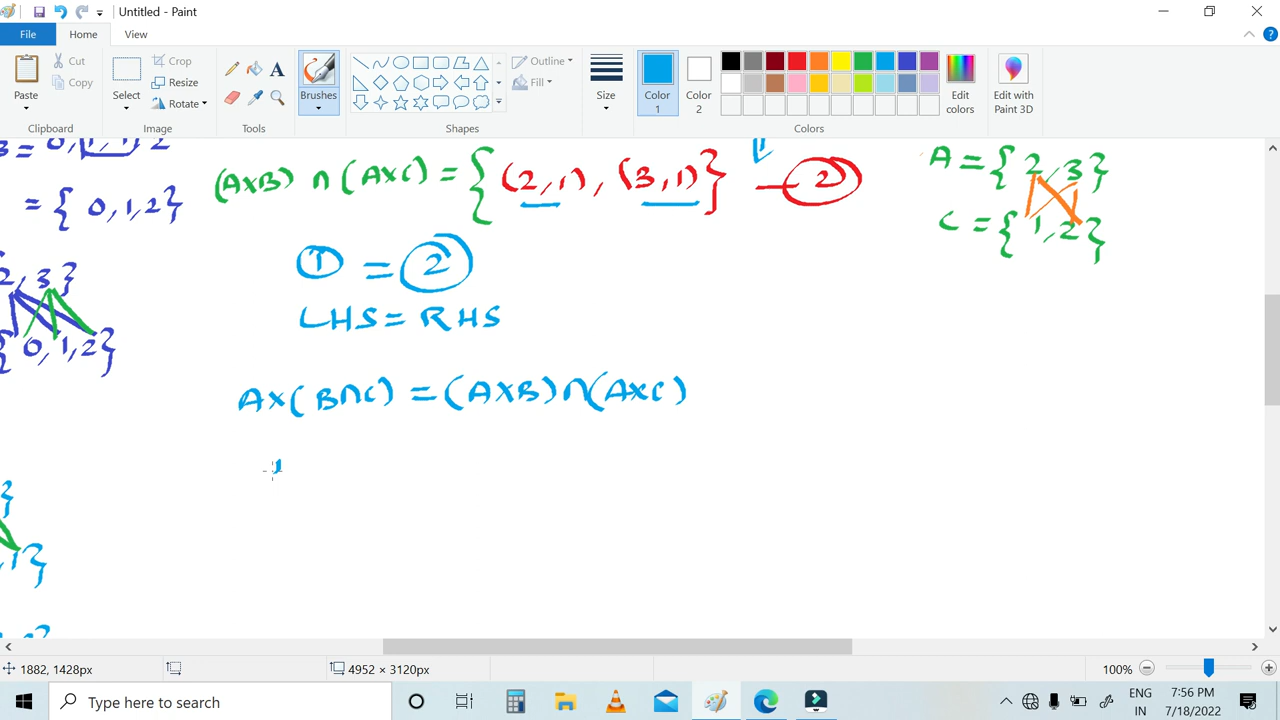 Untitled - Paint
File Home View
Paste
Cut
Copy
Clipboard
Select
Crop
Resize
Rotate
Image
Tools
Brushes
Outline
Fill
Shapes
Size
Color 1
Color 2
Colors
Edit colors
Edit with Paint 3D
= {0,1,2}
(A×B) ∩ (A×C) = { (2,1), (3,1) } — 2
A = {2,3}
C = {1,2}
1 = 2
LHS = RHS
0,1,2}
A×(B∩C) = (A×B)∩(A×C)
1882, 1428px
4952 × 3120px
100%
Type here to search
ENG
IN
7:56 PM
7/18/2022